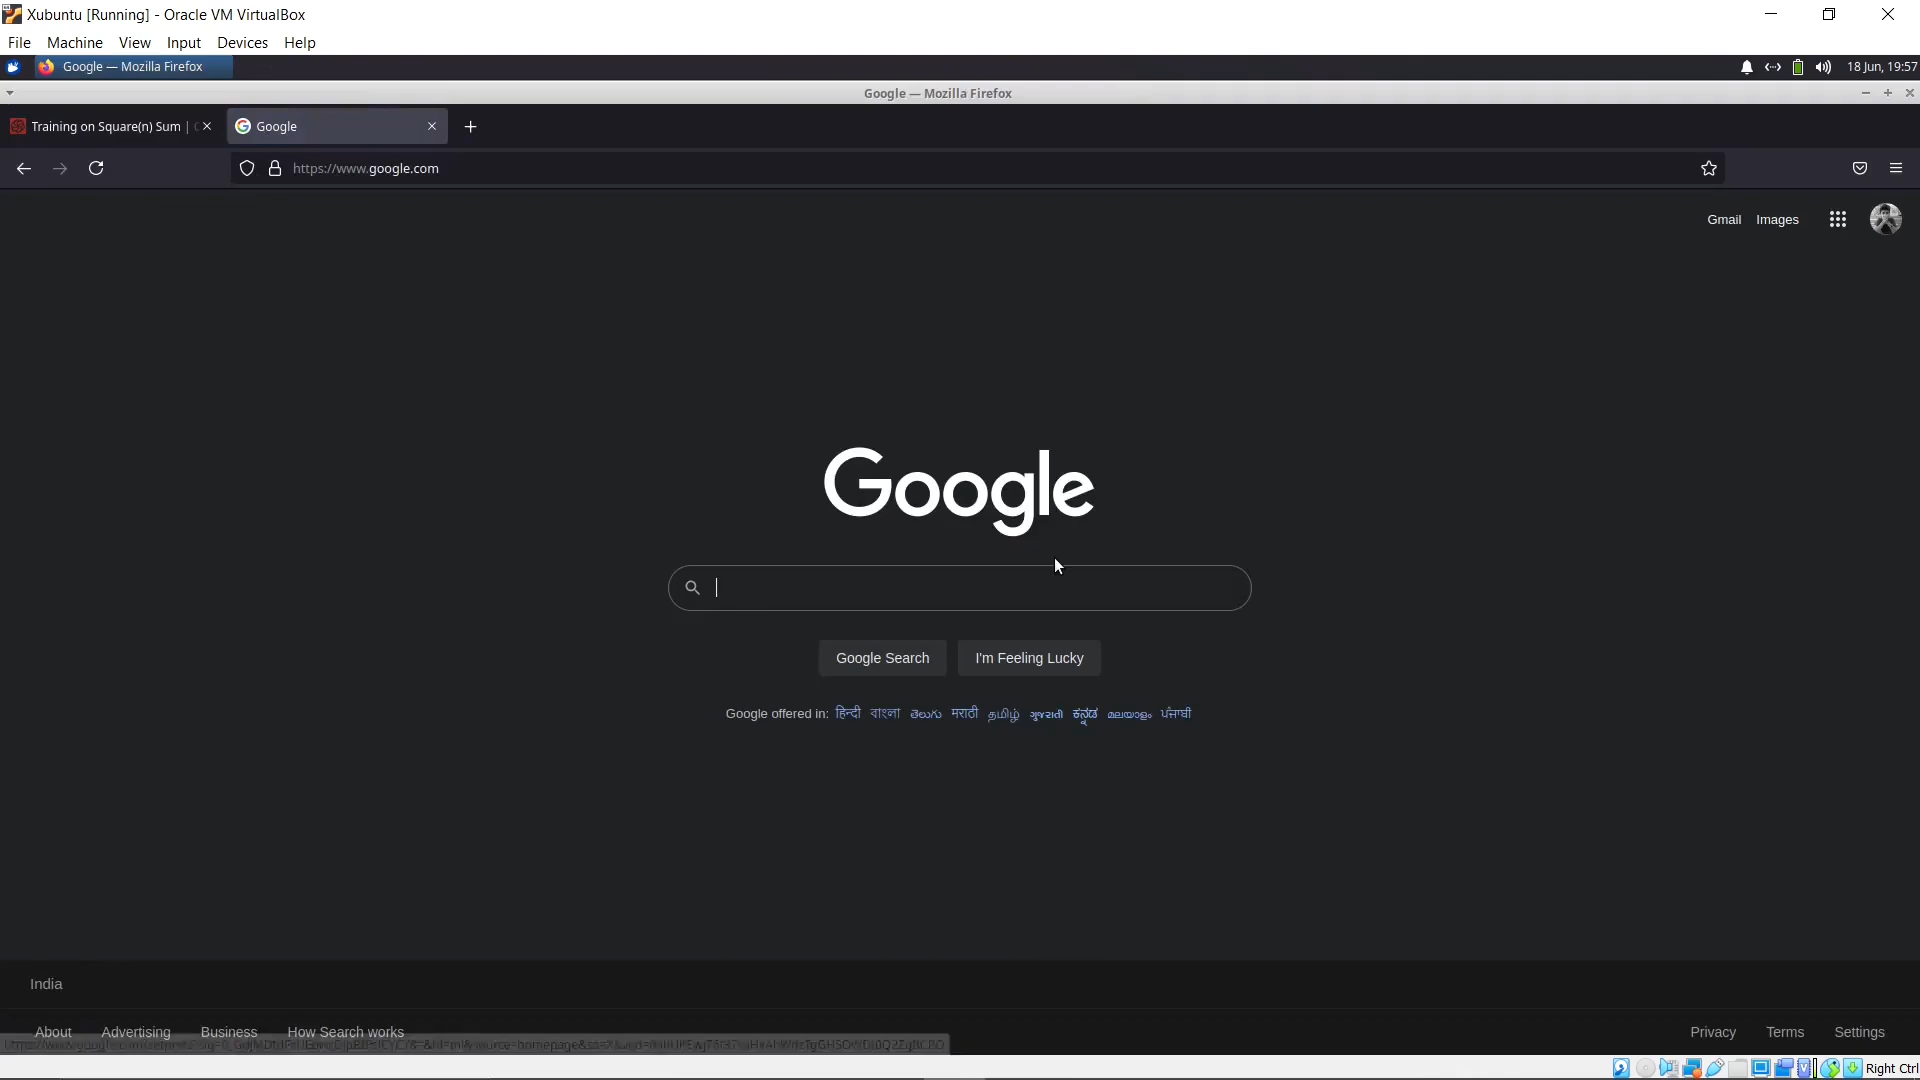 Xubuntu [Running] - Oracle VM VirtualBox
File Machine View Input Devices Help
Google — Mozilla Firefox
18 Jun, 19:57
Google — Mozilla Firefox
Training on Square(n) Sum |
Google
https://www.google.com
Gmail Images
Google
Google Search
I'm Feeling Lucky
Google offered in: हिन्दी বাংলা తెలుగు मराठी தமிழ் ગુજરાતી ಕನ್ನಡ മലയാളം ਪੰਜਾਬੀ
India
About Advertising Business How Search works
Privacy Terms Settings
Right Ctrl